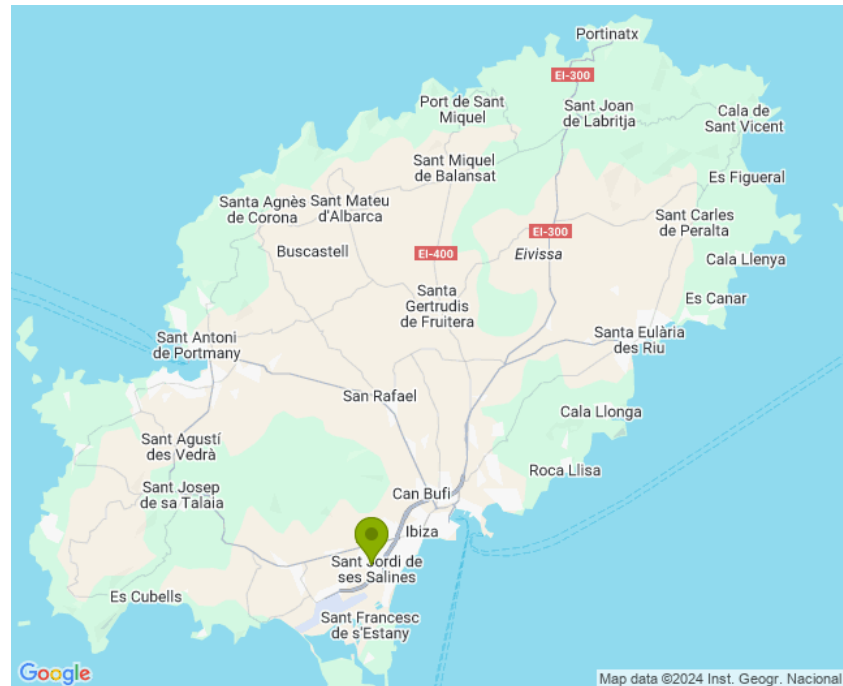 Portinatx
EI-300
Port de Sant
Miquel
Sant Joan
de Labritja
Cala de
Sant Vicent
Sant Miquel
de Balansat
Es Figueral
Santa Agnès
de Corona
Sant Mateu
d'Albarca
Sant Carles
de Peralta
EI-300
Buscastell
EI-400
Eivissa
Cala Llenya
Santa
Gertrudis
de Fruitera
Es Canar
Sant Antoni
de Portmany
Santa Eulària
des Riu
San Rafael
Cala Llonga
Sant Agustí
des Vedrà
Roca Llisa
Sant Josep
de sa Talaia
Can Bufi
Ibiza
Sant Jordi de
ses Salines
Es Cubells
Sant Francesc
de s'Estany
Google
Map data ©2024 Inst. Geogr. Nacional